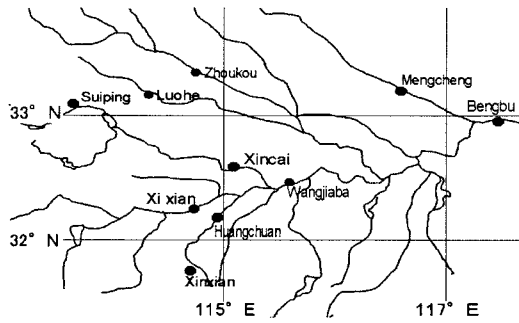 Zhoukou
Mengcheng
Suiping
Luohe
Bengbu
33° N
Xincai
Wangjiaba
Xi xian
Huangchuan
32° N
Xinxian
115° E
117° E